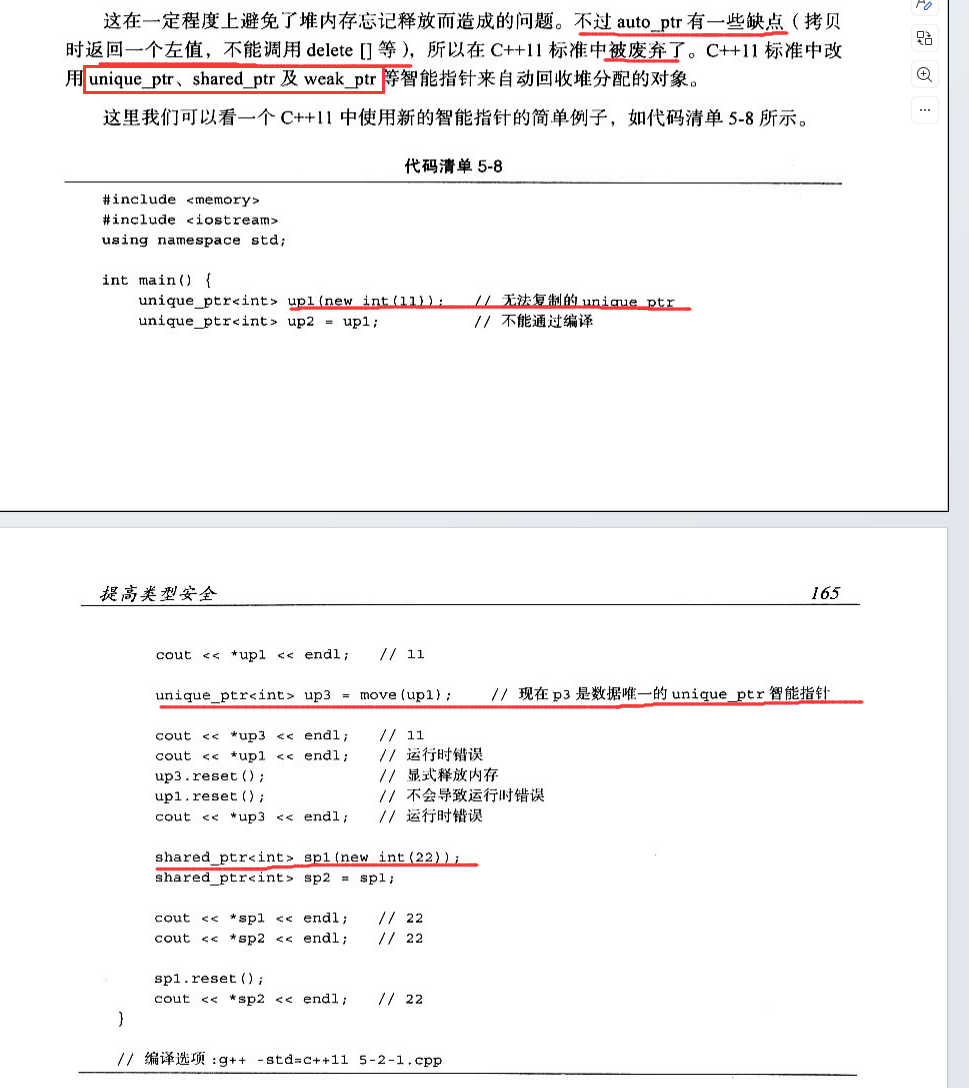 这在一定程度上避免了堆内存忘记释放而造成的问题。不过 auto_ptr 有一些缺点（拷贝
时返回一个左值，不能调用 delete [] 等），所以在 C++11 标准中被废弃了。C++11 标准中改
用 unique_ptr、shared_ptr 及 weak_ptr 等智能指针来自动回收堆分配的对象。
这里我们可以看一个 C++11 中使用新的智能指针的简单例子，如代码清单 5-8 所示。
代码清单 5-8
#include <memory>
#include <iostream>
using namespace std;
int main() {
unique_ptr<int> up1(new int(11)); // 无法复制的 unique_ptr
unique_ptr<int> up2 = up1; // 不能通过编译
提高类型安全 165
cout << *up1 << endl; // 11
unique_ptr<int> up3 = move(up1); // 现在 p3 是数据唯一的 unique_ptr 智能指针
cout << *up3 << endl; // 11
cout << *up1 << endl; // 运行时错误
up3.reset(); // 显式释放内存
up1.reset(); // 不会导致运行时错误
cout << *up3 << endl; // 运行时错误
shared_ptr<int> sp1(new int(22));
shared_ptr<int> sp2 = sp1;
cout << *sp1 << endl; // 22
cout << *sp2 << endl; // 22
sp1.reset();
cout << *sp2 << endl; // 22
}
// 编译选项:g++ -std=c++11 5-2-1.cpp